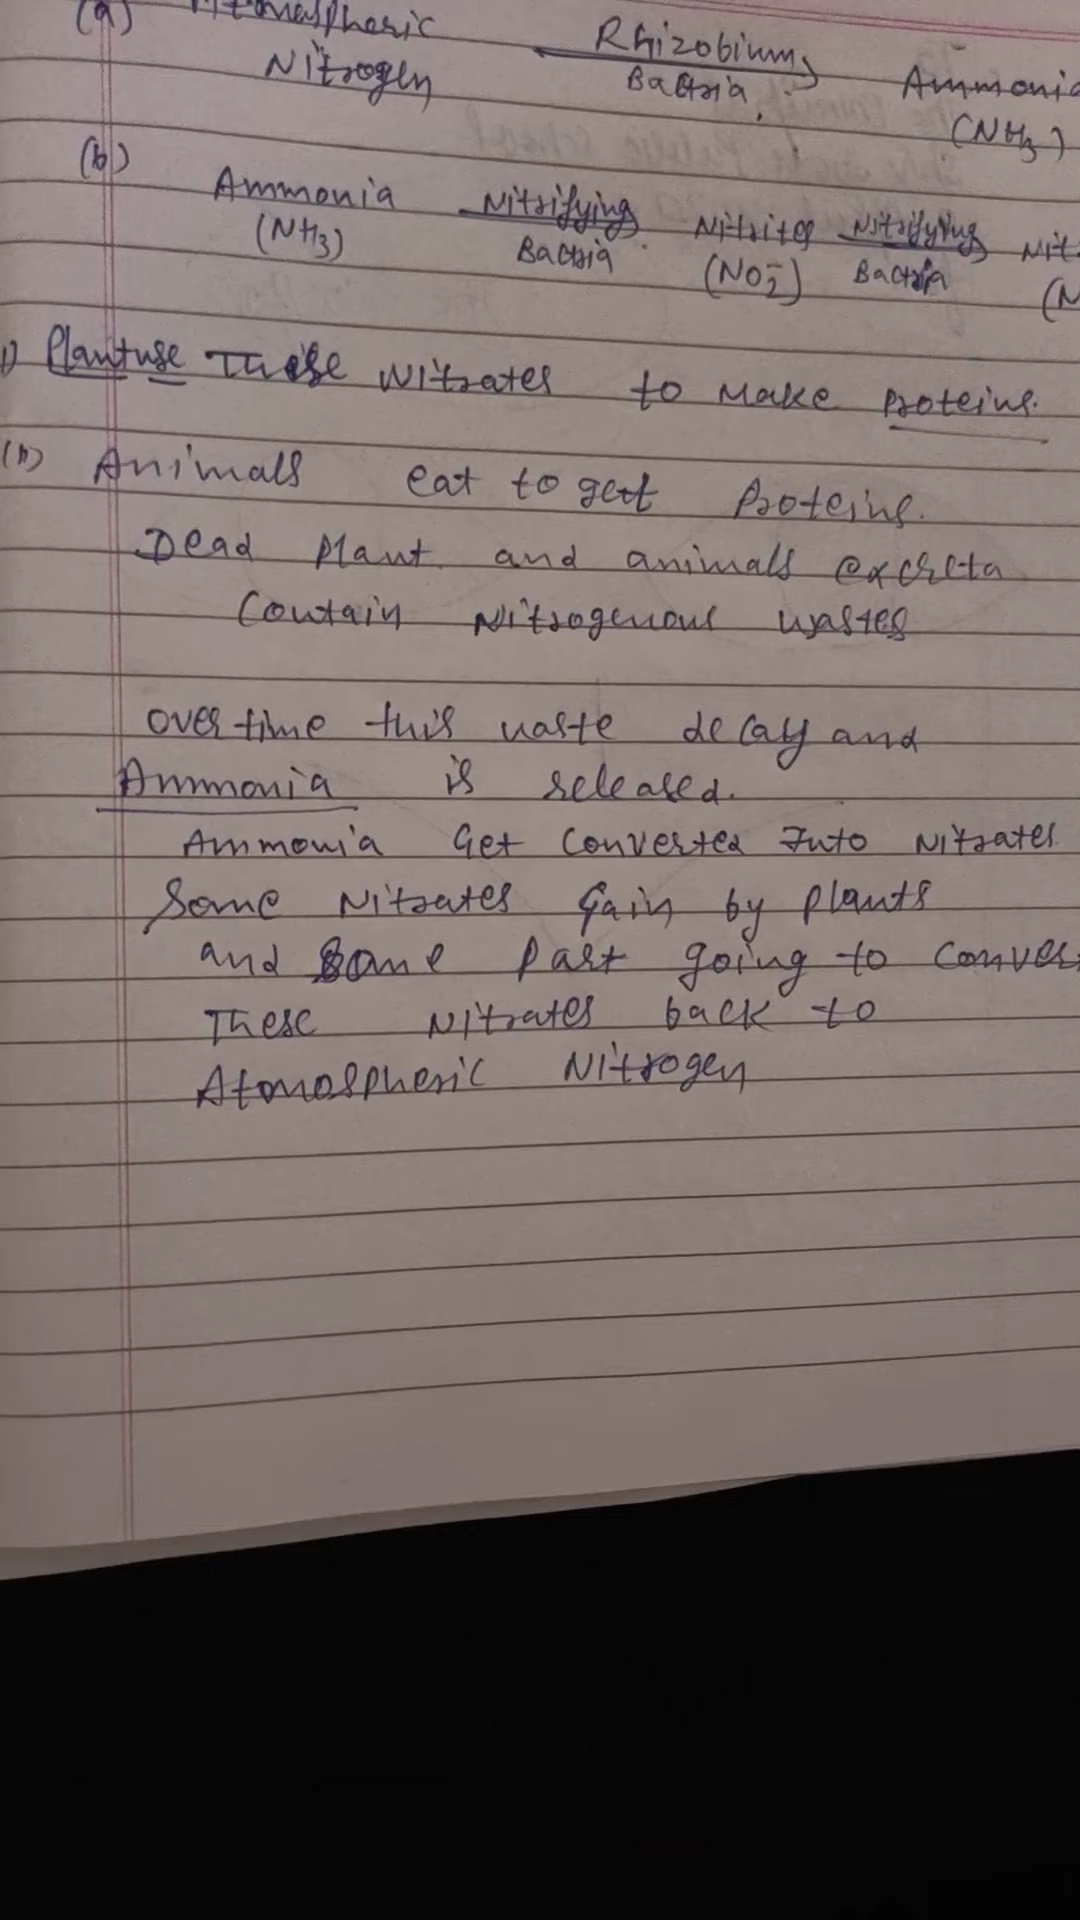 (a) Atomaspheric Rhizobium
Nitrogen Bactria Ammonia
(NH3)
(b) Ammonia Nitrifying Nitrites Nitrifying
(NH3) Bactria (NO2-) Bactria
Plant use These Nitrates to Make proteins.
Animals eat to get Proteins.
Dead Plant and animals excreta
Contain Nitrogenous wastes
over time this waste decay and
Ammonia is released.
Ammonia Get Converted Into Nitrates
Some Nitrates Gain by plants
and Some Part going to
These Nitrates back to
Atomospheric Nitrogen